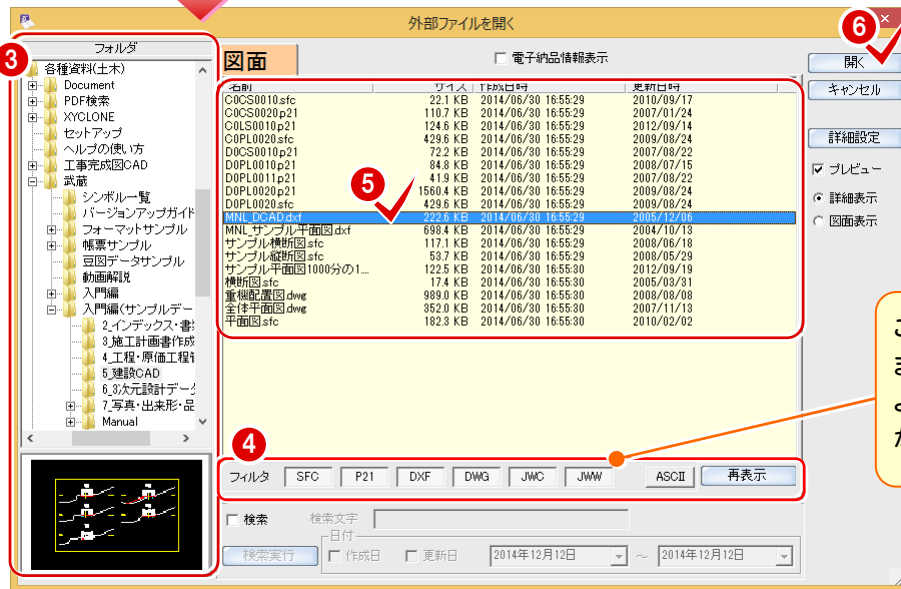 外部ファイルを開く
6
3
フォルダ
各種資料(土木)
Document
PDF検索
XYCLONE
セットアップ
ヘルプの使い方
工事完成図CAD
武蔵
シンボル一覧
バージョンアップガイド
フォーマットサンプル
帳票サンプル
豆図データサンプル
動画解説
入門編
入門編(サンプルデー
2_インデックス・書
3_施工計画書作成
4_工程・原価工程管
5_建設CAD
6_3次元設計データ
7_写真・出来形・品
Manual
図面
電子納品情報表示
名前 サイズ 作成日時 更新日時
C0CS0010.sfc 22.1 KB 2014/06/30 16:55:29 2010/09/17
C0CS0020.p21 110.7 KB 2014/06/30 16:55:29 2007/01/24
C0LS0010.p21 124.6 KB 2014/06/30 16:55:29 2012/09/14
C0PL0020.sfc 429.6 KB 2014/06/30 16:55:29 2009/08/24
D0CS0010.p21 72.2 KB 2014/06/30 16:55:29 2007/08/22
D0PL0010.p21 84.8 KB 2014/06/30 16:55:29 2008/07/15
D0PL0011.p21 41.9 KB 2014/06/30 16:55:29 2007/08/22
D0PL0020.p21 1560.4 KB 2014/06/30 16:55:29 2009/08/24
D0PL0020.sfc 429.6 KB 2014/06/30 16:55:29 2009/08/24
MNL_DCAD.dxf 222.6 KB 2014/06/30 16:55:29 2005/12/06
MNL_サンプル平面図.dxf 698.4 KB 2014/06/30 16:55:29 2004/10/13
サンプル横断図.sfc 117.1 KB 2014/06/30 16:55:29 2008/06/18
サンプル縦断図.sfc 53.7 KB 2014/06/30 16:55:29 2008/05/29
サンプル平面図1000分の1... 122.5 KB 2014/06/30 16:55:30 2012/09/19
横断図.sfc 17.4 KB 2014/06/30 16:55:30 2005/03/31
重機配置図.dwg 989.0 KB 2014/06/30 16:55:30 2008/08/08
全体平面図.dwg 352.0 KB 2014/06/30 16:55:30 2007/11/13
平面図.sfc 182.3 KB 2014/06/30 16:55:30 2010/02/02
5
4
フィルタ SFC P21 DXF DWG JWC JWW ASCII 再表示
検索 検索文字
日付
検索実行 作成日 更新日 2014年12月12日 ～ 2014年12月12日
開く
キャンセル
詳細設定
プレビュー
詳細表示
図面表示